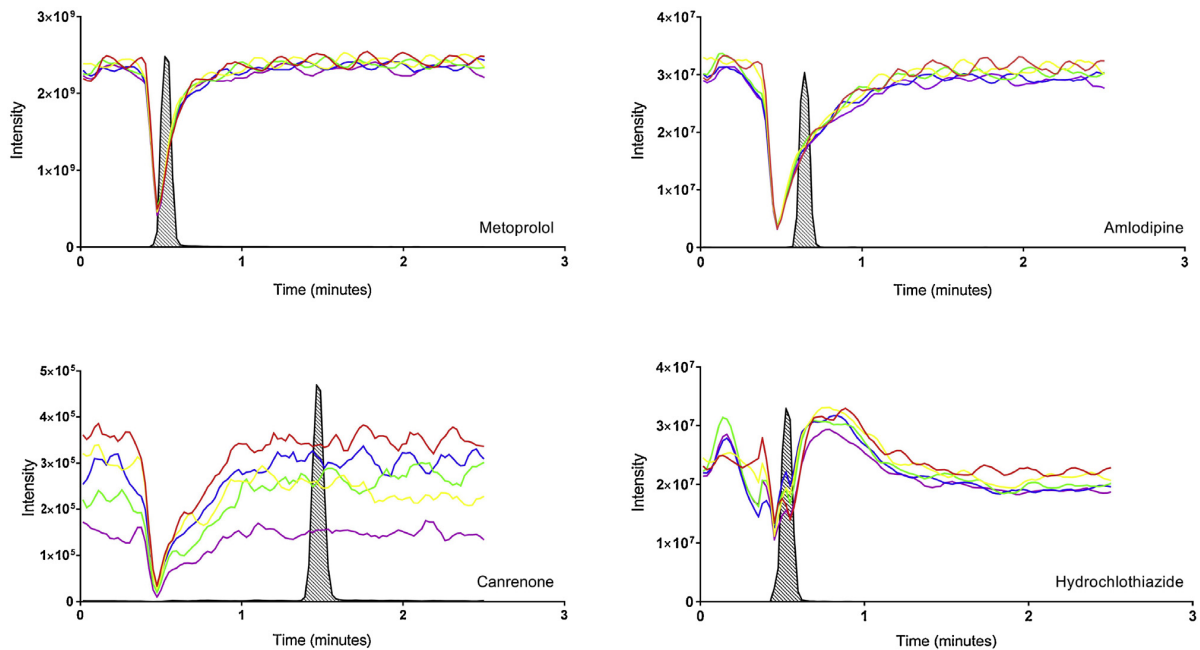 3×10⁹
2×10⁹
1×10⁹
0
Intensity
0 1 2 3
Time (minutes)
Metoprolol
4×10⁷
3×10⁷
2×10⁷
1×10⁷
0
Intensity
0 1 2 3
Time (minutes)
Amlodipine
5×10⁵
4×10⁵
3×10⁵
2×10⁵
1×10⁵
0
Intensity
0 1 2 3
Time (minutes)
Canrenone
4×10⁷
3×10⁷
2×10⁷
1×10⁷
0
Intensity
0 1 2 3
Time (minutes)
Hydrochlothiazide